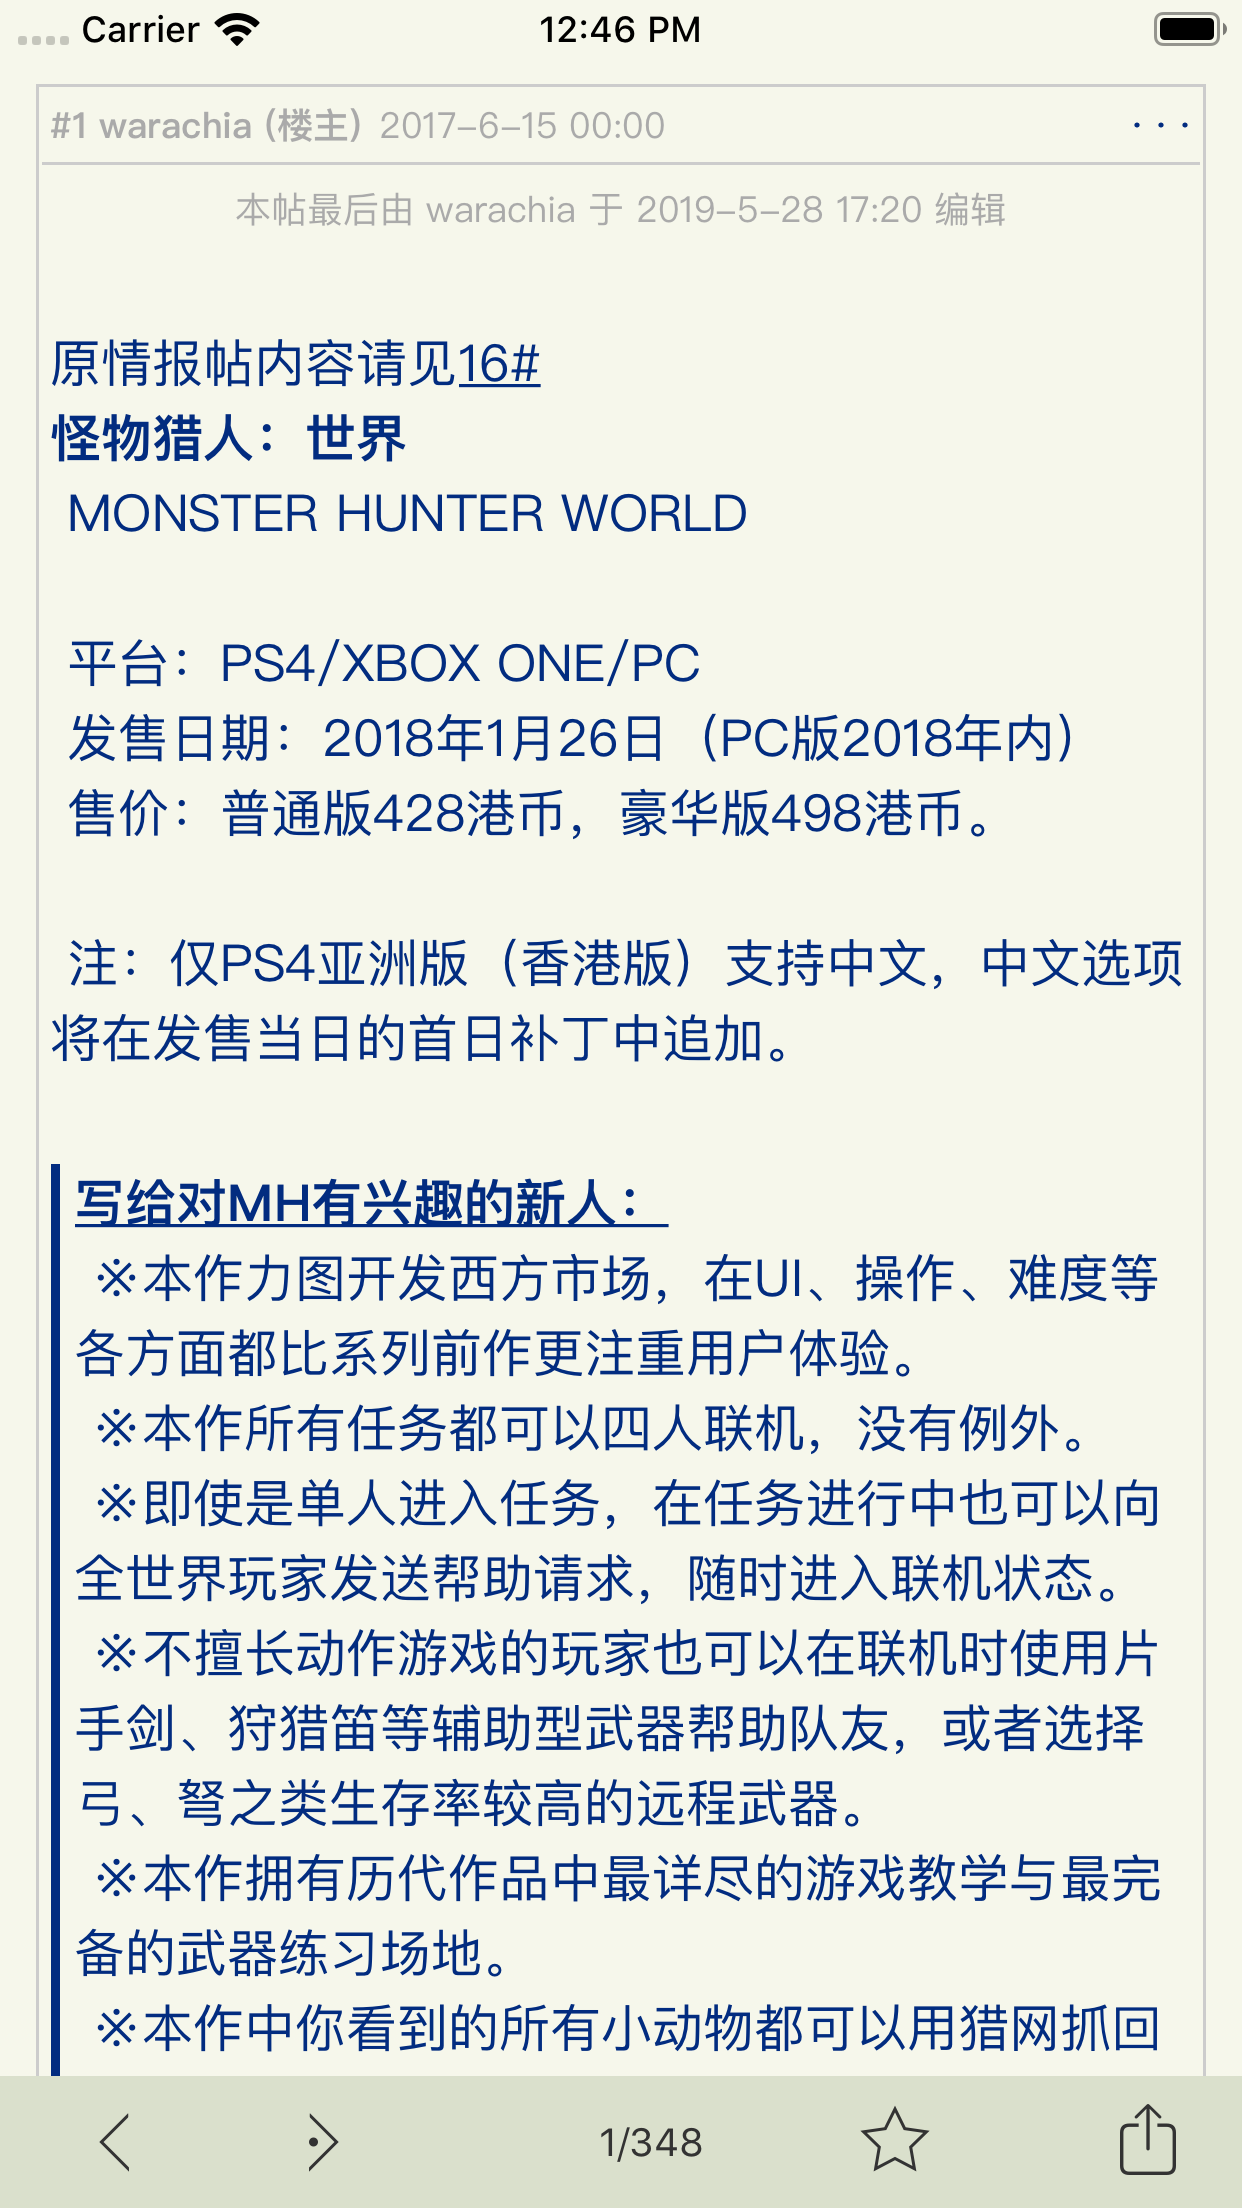 Carrier 12:46 PM
#1 warachia (楼主) 2017-6-15 00:00 ···
本帖最后由 warachia 于 2019-5-28 17:20 编辑
原情报帖内容请见16#
怪物猎人：世界
MONSTER HUNTER WORLD
平台：PS4/XBOX ONE/PC
发售日期：2018年1月26日（PC版2018年内）
售价：普通版428港币，豪华版498港币。
注：仅PS4亚洲版（香港版）支持中文，中文选项
将在发售当日的首日补丁中追加。
写给对MH有兴趣的新人：
※本作力图开发西方市场，在UI、操作、难度等
各方面都比系列前作更注重用户体验。
※本作所有任务都可以四人联机，没有例外。
※即使是单人进入任务，在任务进行中也可以向
全世界玩家发送帮助请求，随时进入联机状态。
※不擅长动作游戏的玩家也可以在联机时使用片
手剑、狩猎笛等辅助型武器帮助队友，或者选择
弓、弩之类生存率较高的远程武器。
※本作拥有历代作品中最详尽的游戏教学与最完
备的武器练习场地。
※本作中你看到的所有小动物都可以用猎网抓回
1/348